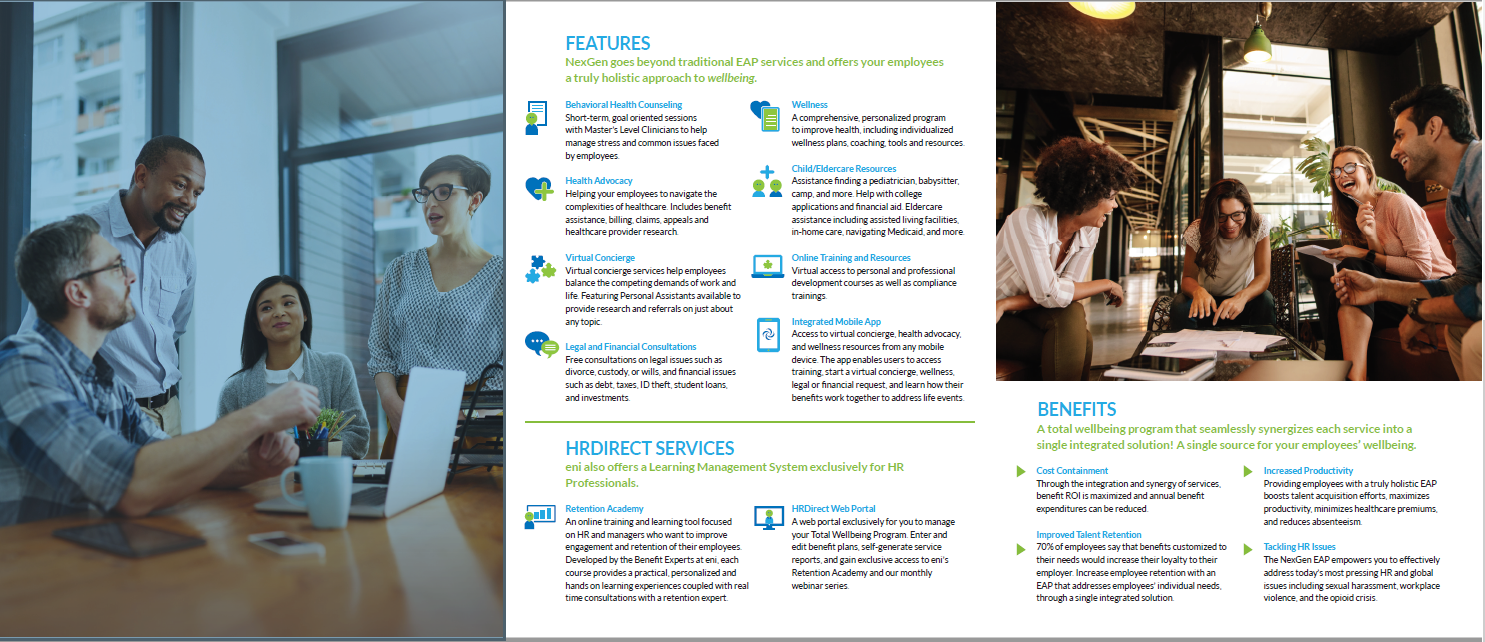 FEATURES
NexGen goes beyond traditional EAP services and offers your employees
a truly holistic approach to wellbeing.
Behavioral Health Counseling
Short-term, goal oriented sessions
with Master's Level Clinicians to help
manage stress and common issues faced
by employees.
Health Advocacy
Helping your employees to navigate the
complexities of healthcare. Includes benefit
assistance, billing, claims, appeals and
healthcare provider research.
Virtual Concierge
Virtual concierge services help employees
balance the competing demands of work and
life. Featuring Personal Assistants available to
provide research and referrals on just about
any topic.
Legal and Financial Consultations
Free consultations on legal issues such as
divorce, custody, or wills, and financial issues
such as debt, taxes, ID theft, student loans,
and investments.
Wellness
A comprehensive, personalized program
to improve health, including individualized
wellness plans, coaching, tools and resources.
Child/Eldercare Resources
Assistance finding a pediatrician, babysitter,
camp, and more. Help with college
applications and financial aid. Eldercare
assistance including assisted living facilities,
in-home care, navigating Medicaid, and more.
Online Training and Resources
Virtual access to personal and professional
development courses as well as compliance
trainings.
Integrated Mobile App
Access to virtual concierge, health advocacy,
and wellness resources from any mobile
device. The app enables users to access
training, start a virtual concierge, wellness,
legal or financial request, and learn how their
benefits work together to address life events.
HRDIRECT SERVICES
eni also offers a Learning Management System exclusively for HR
Professionals.
Retention Academy
An online training and learning tool focused
on HR and managers who want to improve
engagement and retention of their employees.
Developed by the Benefit Experts at eni, each
course provides a practical, personalized and
hands on learning experiences coupled with real
time consultations with a retention expert.
HRDirect Web Portal
A web portal exclusively for you to manage
your Total Wellbeing Program. Enter and
edit benefit plans, self-generate service
reports, and gain exclusive access to eni's
Retention Academy and our monthly
webinar series.
BENEFITS
A total wellbeing program that seamlessly synergizes each service into a
single integrated solution! A single source for your employees' wellbeing.
Cost Containment
Through the integration and synergy of services,
benefit ROI is maximized and annual benefit
expenditures can be reduced.
Improved Talent Retention
70% of employees say that benefits customized to
their needs would increase their loyalty to their
employer. Increase employee retention with an
EAP that addresses employees' individual needs,
through a single integrated solution.
Increased Productivity
Providing employees with a truly holistic EAP
boosts talent acquisition efforts, maximizes
productivity, minimizes healthcare premiums,
and reduces absenteeism.
Tackling HR Issues
The NexGen EAP empowers you to effectively
address today's most pressing HR and global
issues including sexual harassment, workplace
violence, and the opioid crisis.